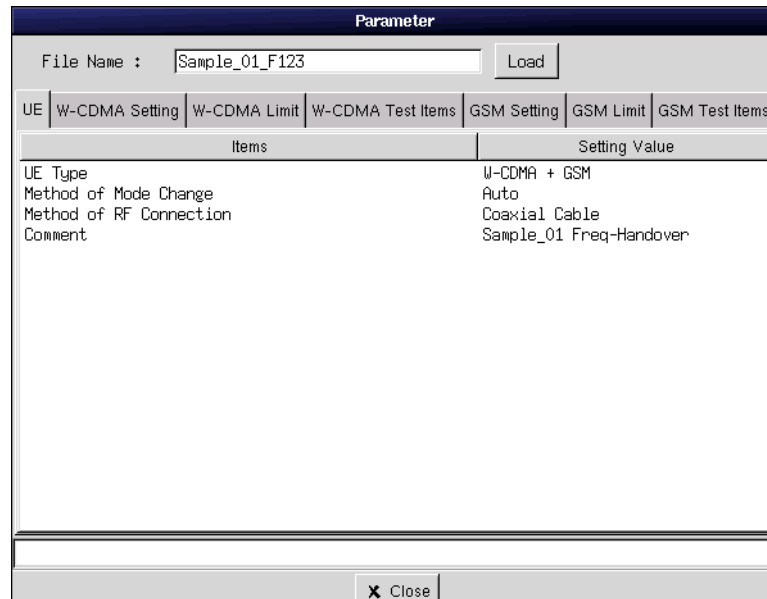 Parameter
File Name : Sample_01_F123 Load
UE W-CDMA Setting W-CDMA Limit W-CDMA Test Items GSM Setting GSM Limit GSM Test Items
Items Setting Value
UE Type W-CDMA + GSM
Method of Mode Change Auto
Method of RF Connection Coaxial Cable
Comment Sample_01 Freq-Handover
X Close